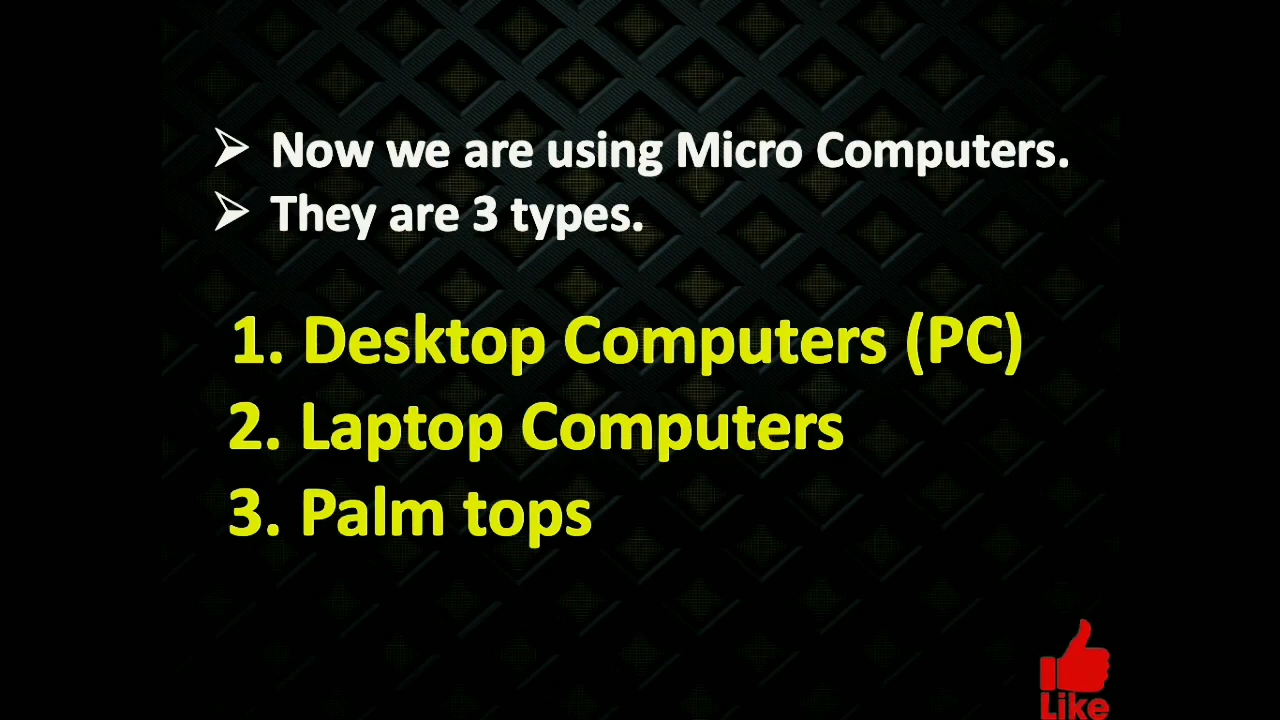 ➢ Now we are using Micro Computers.
➢ They are 3 types.
1. Desktop Computers (PC)
2. Laptop Computers
3. Palm tops
Like